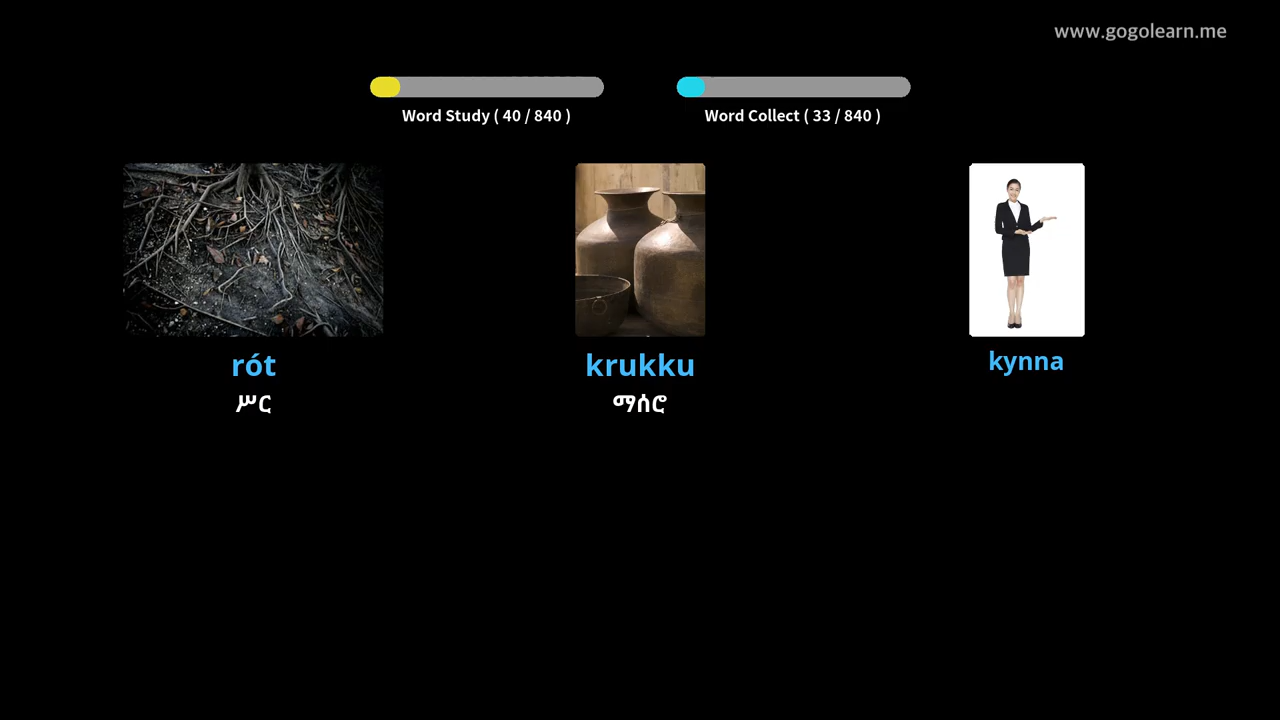 www.gogolearn.me
Word Study ( 40 / 840 )
Word Collect ( 33 / 840 )
rót
ሥር
krukku
ማሰሮ
kynna